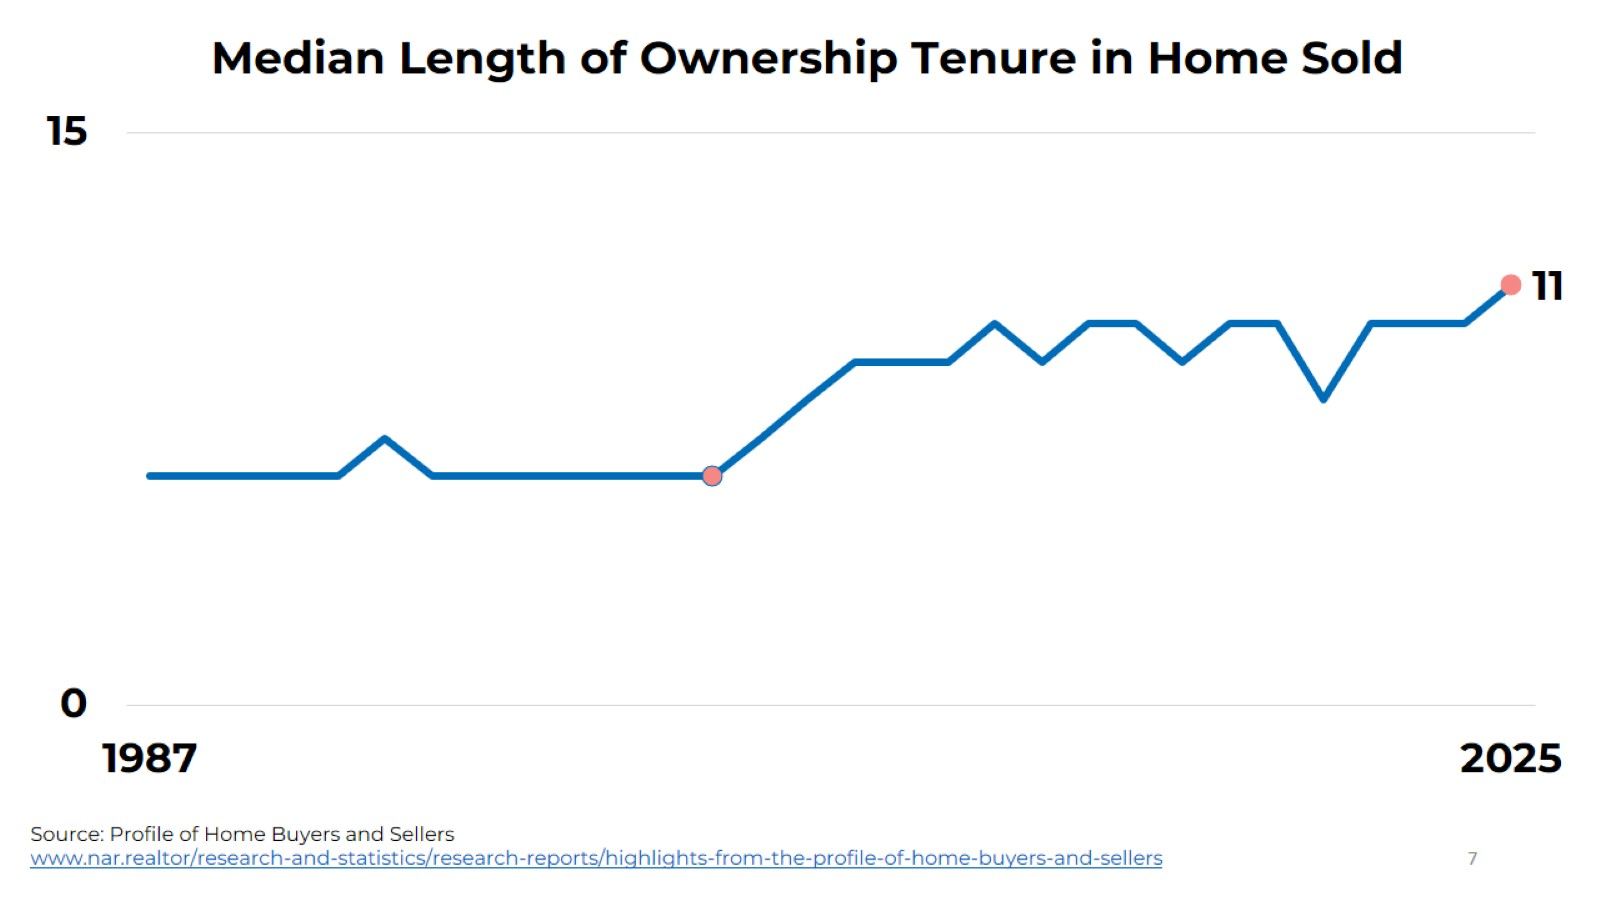 Median Length of Ownership Tenure in Home Sold
15
11
0
1987
2025
Source: Profile of Home Buyers and Sellers
www.nar.realtor/research-and-statistics/research-reports/highlights-from-the-profile-of-home-buyers-and-sellers
7